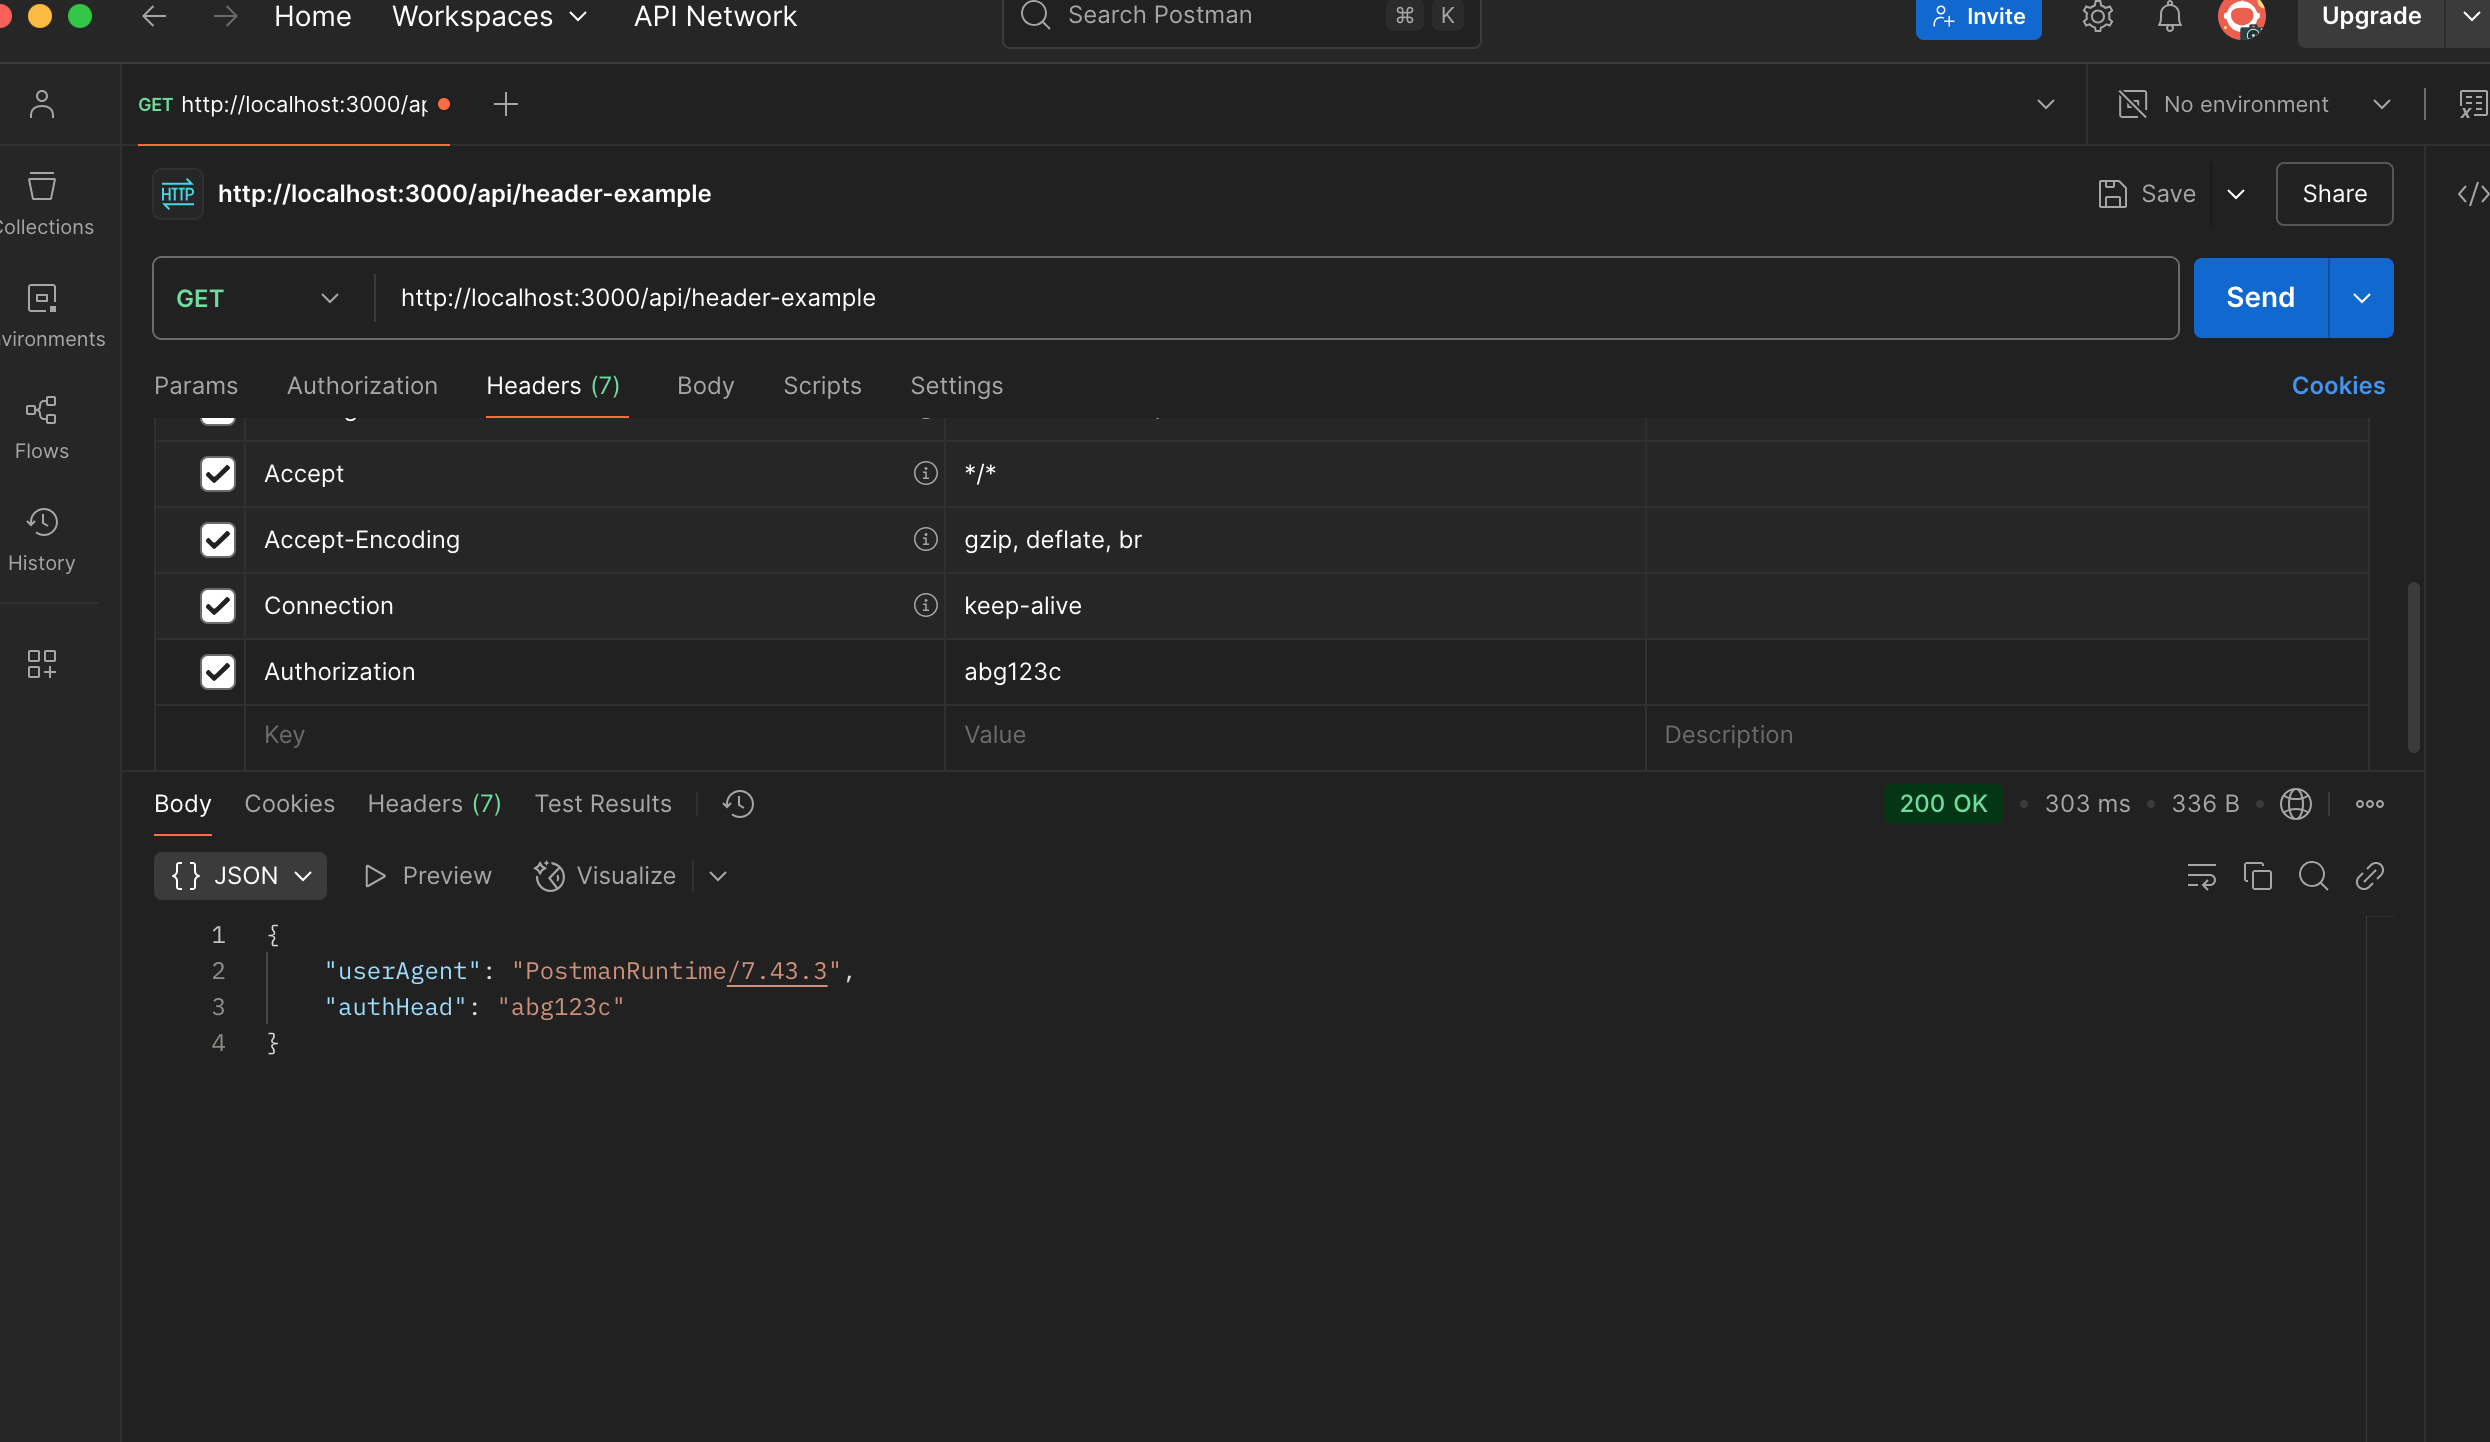 Home Workspaces API Network Search Postman ⌘ K Invite Upgrade
GET http://localhost:3000/ap No environment
http://localhost:3000/api/header-example Save Share
Collections
GET http://localhost:3000/api/header-example Send
vironments
Params Authorization Headers (7) Body Scripts Settings Cookies
Flows
Accept */*
Accept-Encoding gzip, deflate, br
History
Connection keep-alive
Authorization abg123c
Key Value Description
Body Cookies Headers (7) Test Results 200 OK • 303 ms • 336 B
{} JSON Preview Visualize
1 {
2 "userAgent": "PostmanRuntime/7.43.3",
3 "authHead": "abg123c"
4 }